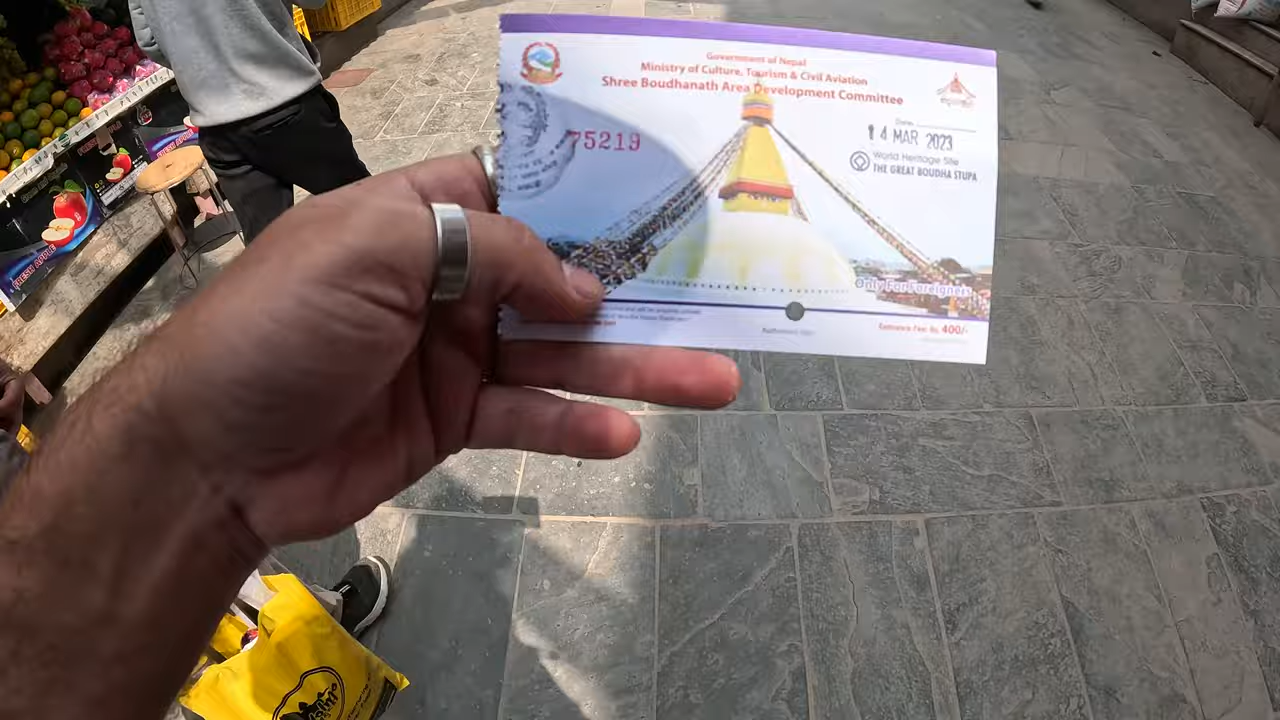 Government of Nepal
Ministry of Culture, Tourism & Civil Aviation
Shree Boudhanath Area Development Committee
75219
Date:
14 MAR 2023
World Heritage Site
THE GREAT BOUDHA STUPA
Only For Foreigners
Entrance Fee: Rs. 400/-
FRESH APPLE
FRESH APPLE